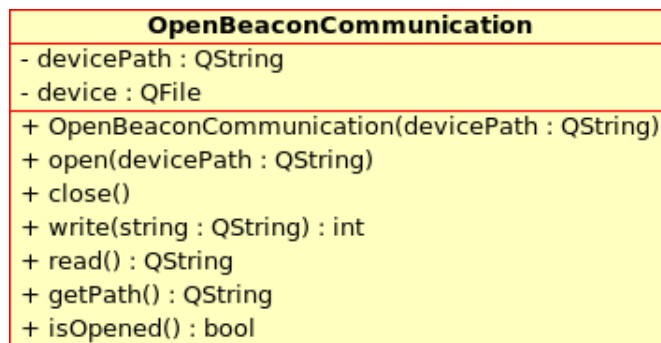 OpenBeaconCommunication
- devicePath : QString
- device : QFile
+ OpenBeaconCommunication(devicePath : QString)
+ open(devicePath : QString)
+ close()
+ write(string : QString) : int
+ read() : QString
+ getPath() : QString
+ isOpened() : bool